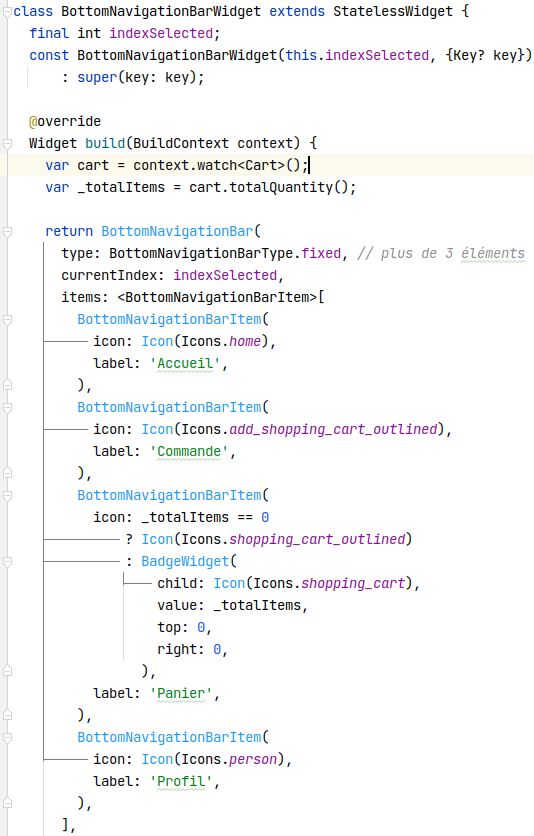 class BottomNavigationBarWidget extends StatelessWidget {
  final int indexSelected;
  const BottomNavigationBarWidget(this.indexSelected, {Key? key})
      : super(key: key);

  @override
  Widget build(BuildContext context) {
    var cart = context.watch<Cart>();
    var _totalItems = cart.totalQuantity();

    return BottomNavigationBar(
      type: BottomNavigationBarType.fixed, // plus de 3 éléments
      currentIndex: indexSelected,
      items: <BottomNavigationBarItem>[
        BottomNavigationBarItem(
          icon: Icon(Icons.home),
          label: 'Accueil',
        ),
        BottomNavigationBarItem(
          icon: Icon(Icons.add_shopping_cart_outlined),
          label: 'Commande',
        ),
        BottomNavigationBarItem(
          icon: _totalItems == 0
              ? Icon(Icons.shopping_cart_outlined)
              : BadgeWidget(
                  child: Icon(Icons.shopping_cart),
                  value: _totalItems,
                  top: 0,
                  right: 0,
                ),
          label: 'Panier',
        ),
        BottomNavigationBarItem(
          icon: Icon(Icons.person),
          label: 'Profil',
        ),
      ],